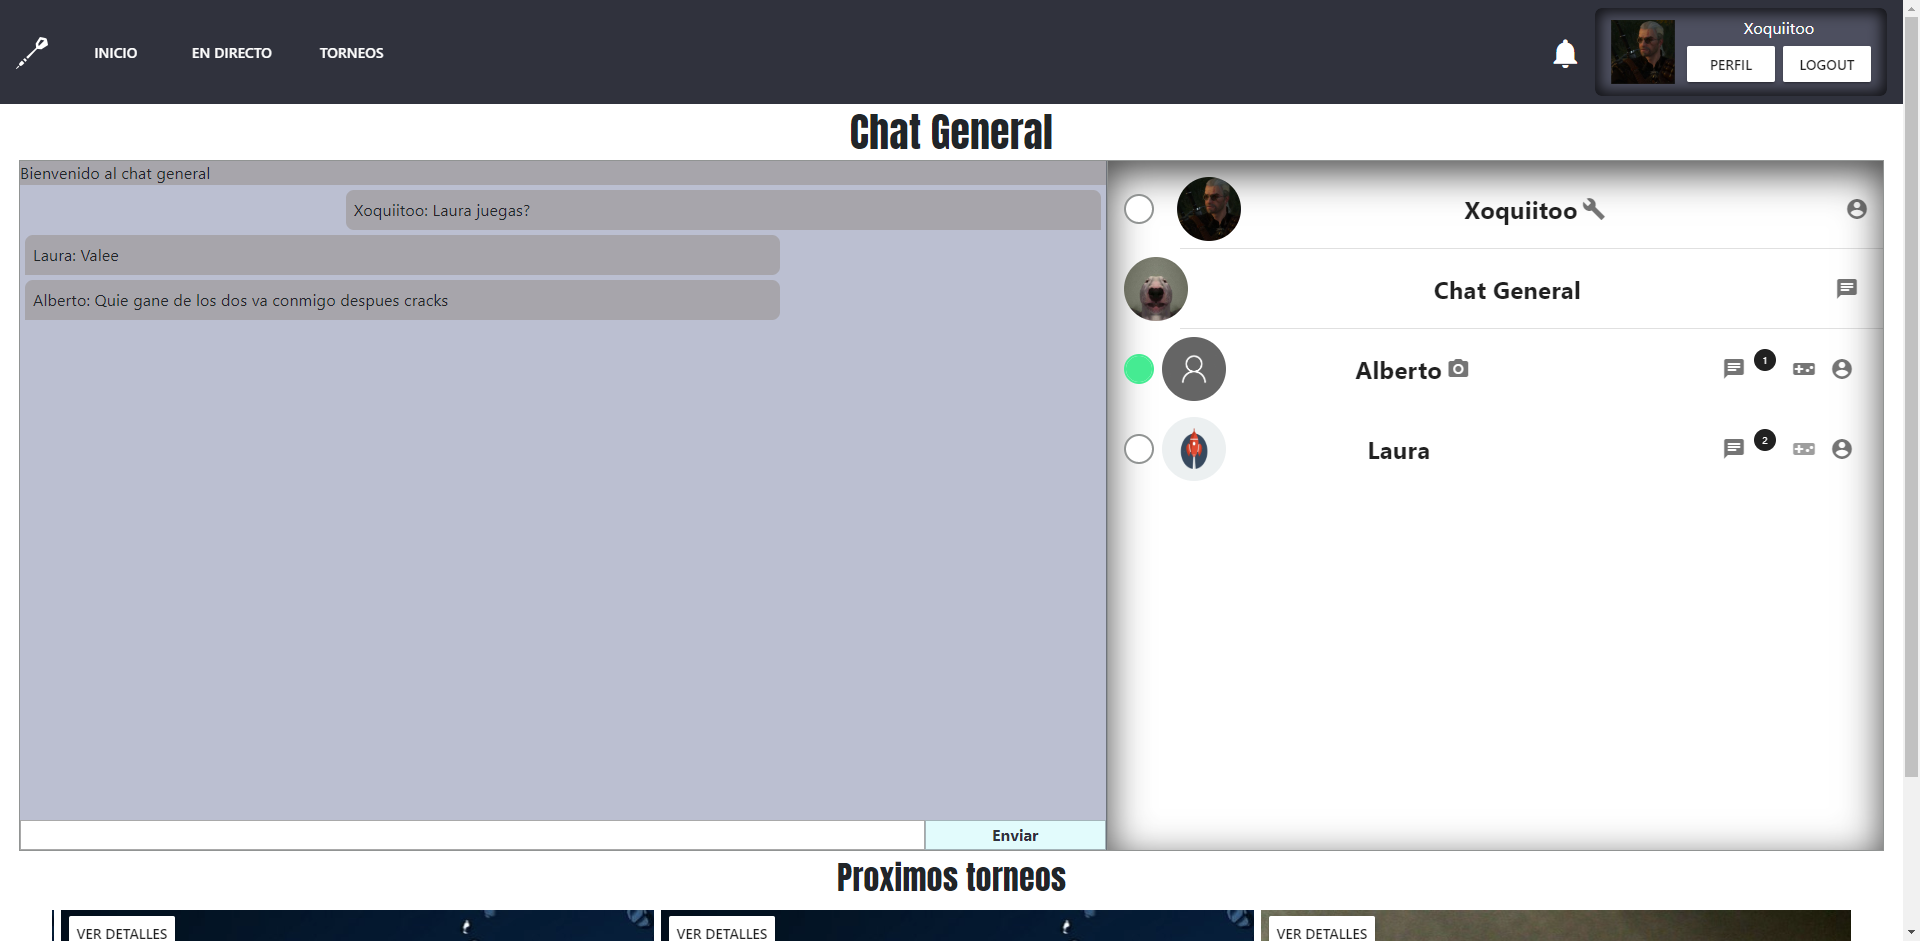 INICIO
EN DIRECTO
TORNEOS
Xoquiitoo
PERFIL
LOGOUT
Chat General
Bienvenido al chat general
Xoquiitoo: Laura juegas?
Laura: Valee
Alberto: Quie gane de los dos va conmigo despues cracks
Enviar
Xoquiitoo
Chat General
Alberto
1
Laura
2
Proximos torneos
VER DETALLES
VER DETALLES
VER DETALLES